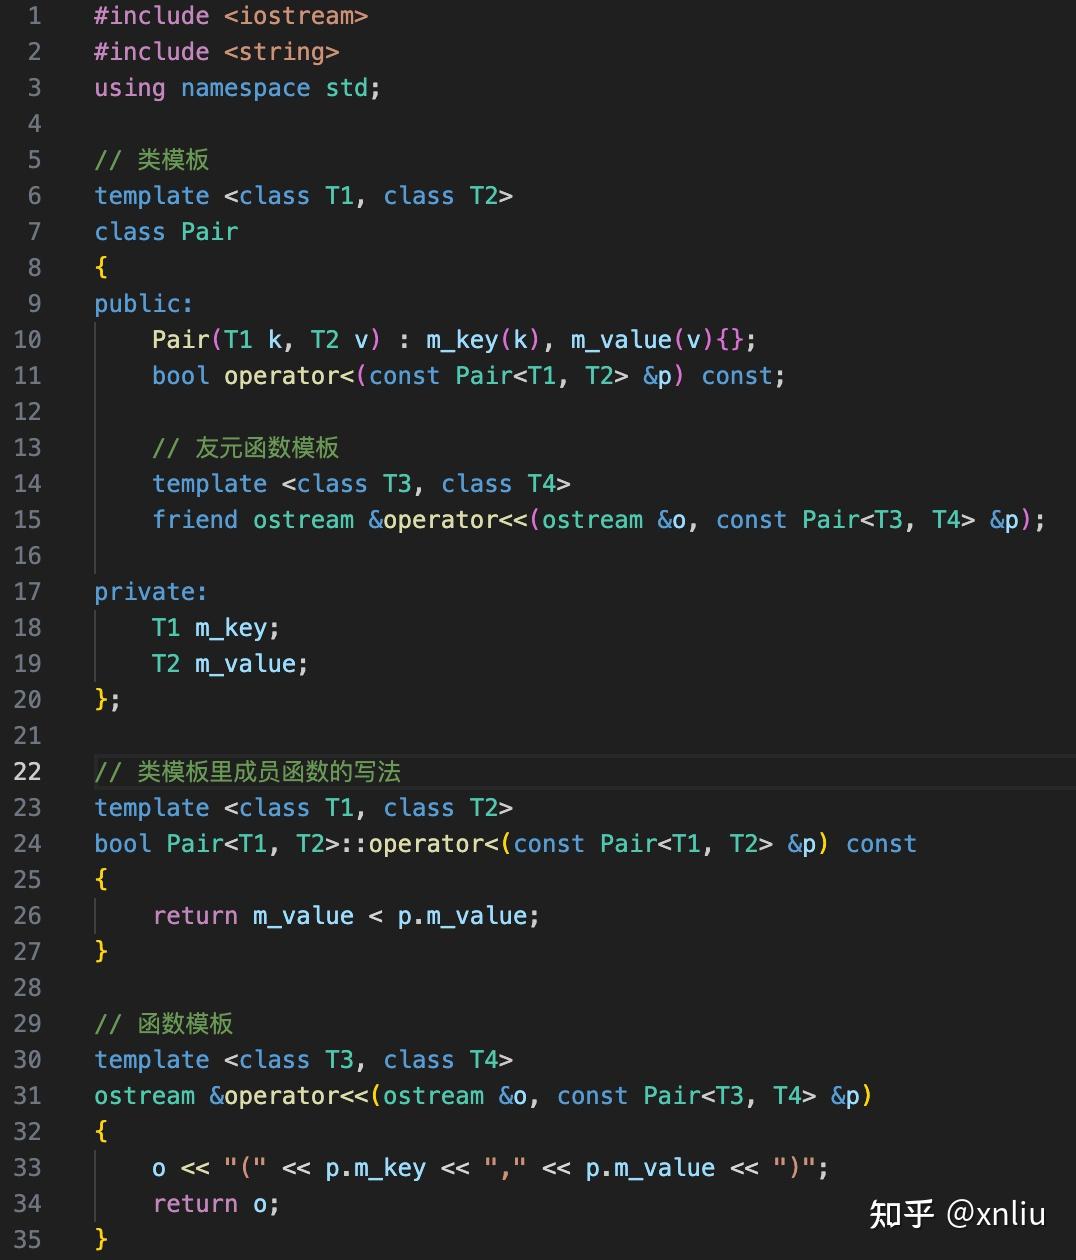 1 #include <iostream>
2 #include <string>
3 using namespace std;
4
5 // 类模板
6 template <class T1, class T2>
7 class Pair
8 {
9 public:
10     Pair(T1 k, T2 v) : m_key(k), m_value(v){};
11     bool operator<(const Pair<T1, T2> &p) const;
12
13     // 友元函数模板
14     template <class T3, class T4>
15     friend ostream &operator<<(ostream &o, const Pair<T3, T4> &p);
16
17 private:
18     T1 m_key;
19     T2 m_value;
20 };
21
22 // 类模板里成员函数的写法
23 template <class T1, class T2>
24 bool Pair<T1, T2>::operator<(const Pair<T1, T2> &p) const
25 {
26     return m_value < p.m_value;
27 }
28
29 // 函数模板
30 template <class T3, class T4>
31 ostream &operator<<(ostream &o, const Pair<T3, T4> &p)
32 {
33     o << "(" << p.m_key << "," << p.m_value << ")";
34     return o;
35 }
知乎 @xnliu